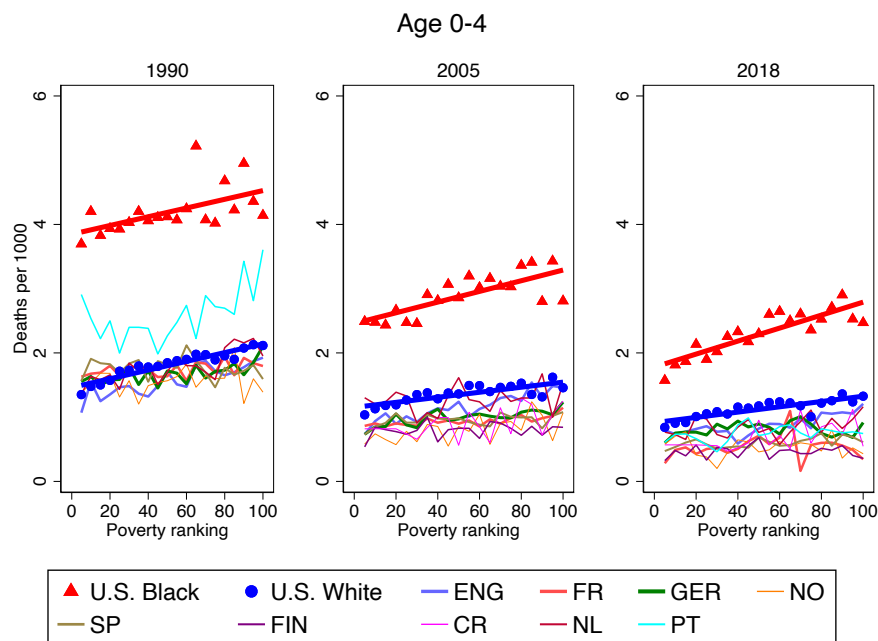 Age 0-4
1990
2005
2018
Deaths per 1000
0 2 4 6
0 2 4 6
0 2 4 6
0 20 40 60 80 100
0 20 40 60 80 100
0 20 40 60 80 100
Poverty ranking
Poverty ranking
Poverty ranking
U.S. Black U.S. White ENG FR GER NO
SP FIN CR NL PT